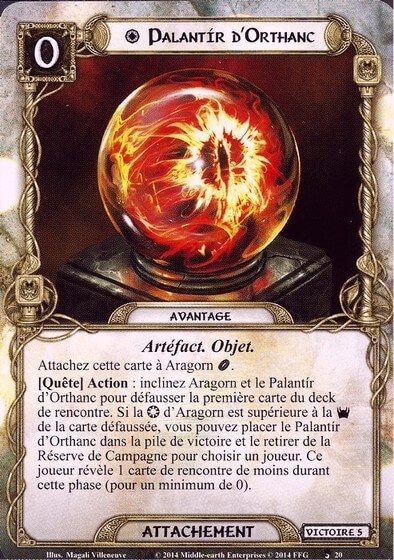 0
Palantír d'Orthanc
Avantage
Artéfact. Objet.
Attachez cette carte à Aragorn .
[Quête] Action : inclinez Aragorn et le Palantír
d'Orthanc pour défausser la première carte du deck
de rencontre. Si la d'Aragorn est supérieure à la
de la carte défaussée, vous pouvez placer le Palantír
d'Orthanc dans la pile de victoire et le retirer de la
Réserve de Campagne pour choisir un joueur. Ce
joueur révèle 1 carte de rencontre de moins durant
cette phase (pour un minimum de 0).
Attachement
Victoire 5
Illus. Magali Villeneuve © 2014 Middle-earth Enterprises © 2014 FFG 20